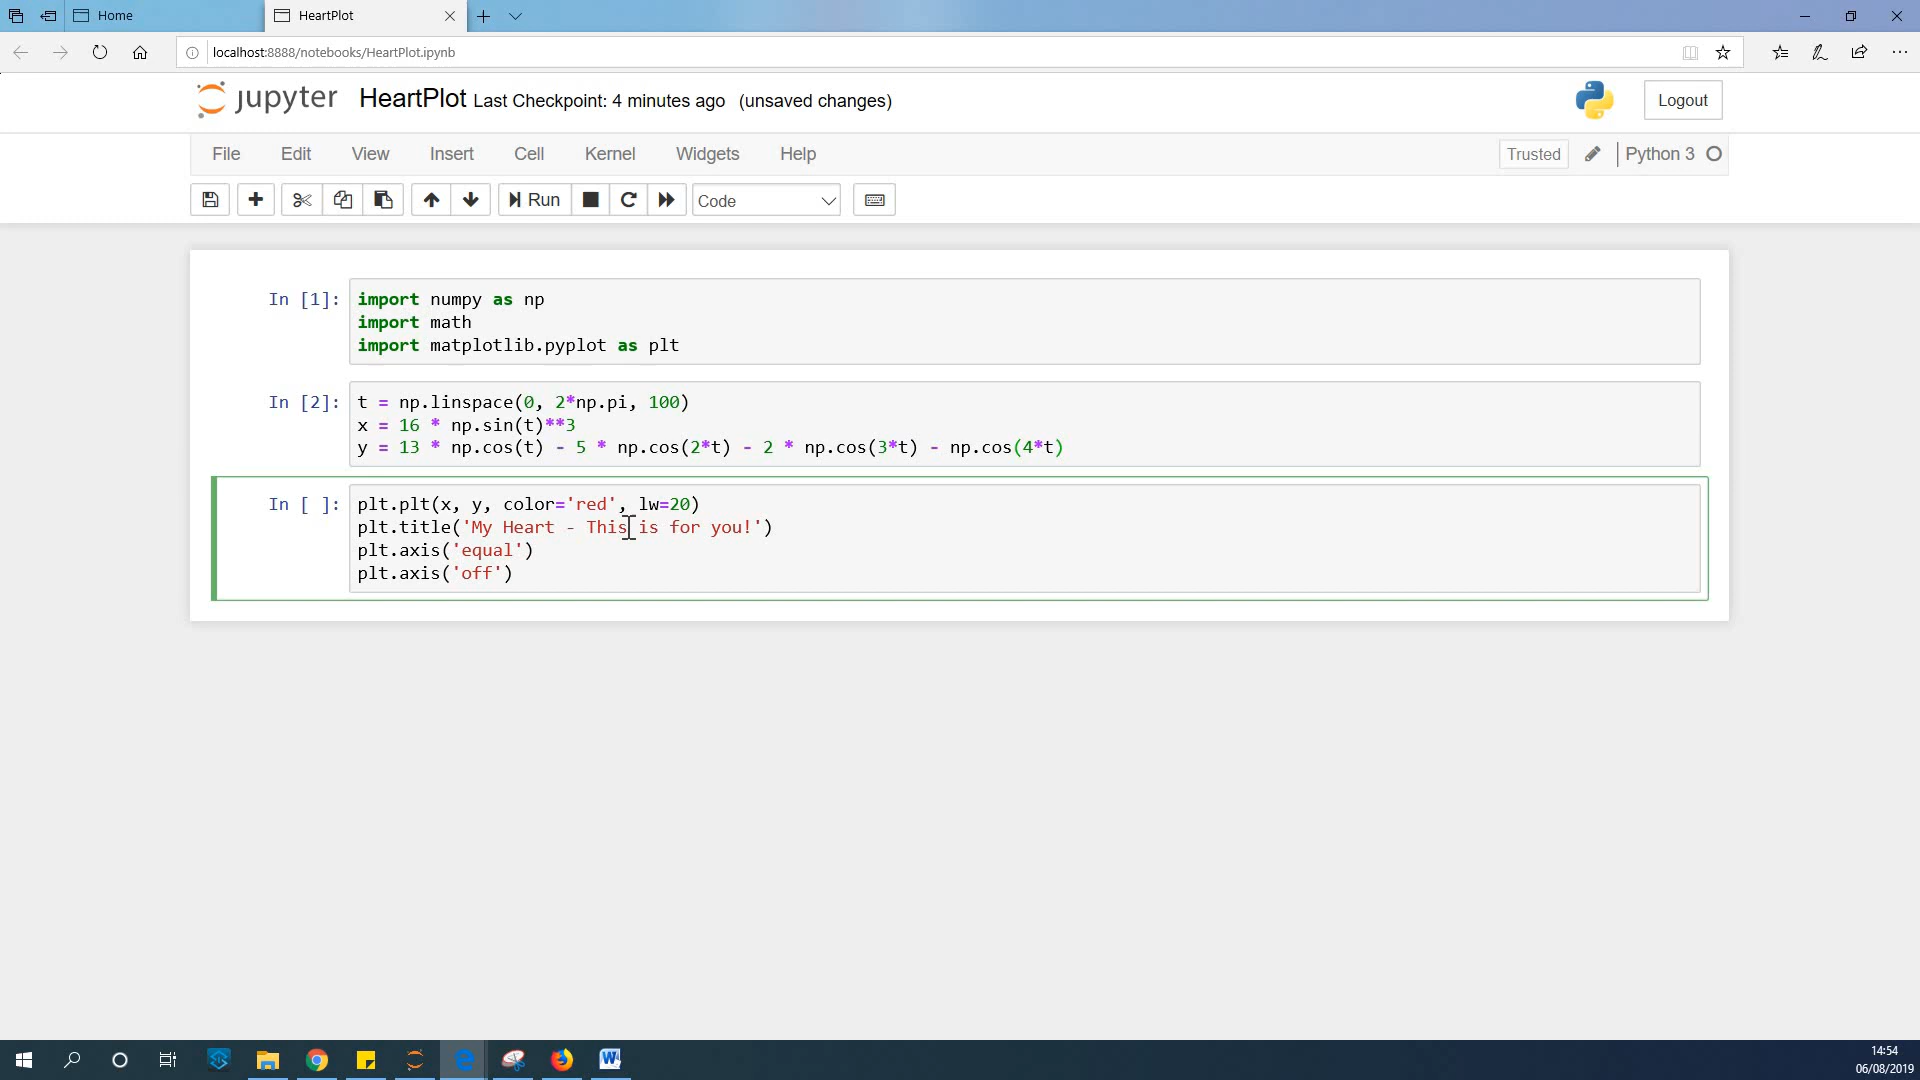 Home
HeartPlot
localhost:8888/notebooks/HeartPlot.ipynb
jupyter HeartPlot Last Checkpoint: 4 minutes ago (unsaved changes)
Logout
File Edit View Insert Cell Kernel Widgets Help
Trusted
Python 3
Run
Code
In [1]: import numpy as np
import math
import matplotlib.pyplot as plt
In [2]: t = np.linspace(0, 2*np.pi, 100)
x = 16 * np.sin(t)**3
y = 13 * np.cos(t) - 5 * np.cos(2*t) - 2 * np.cos(3*t) - np.cos(4*t)
In [ ]: plt.plt(x, y, color='red', lw=20)
plt.title('My Heart - This is for you!')
plt.axis('equal')
plt.axis('off')
14:54
06/08/2019